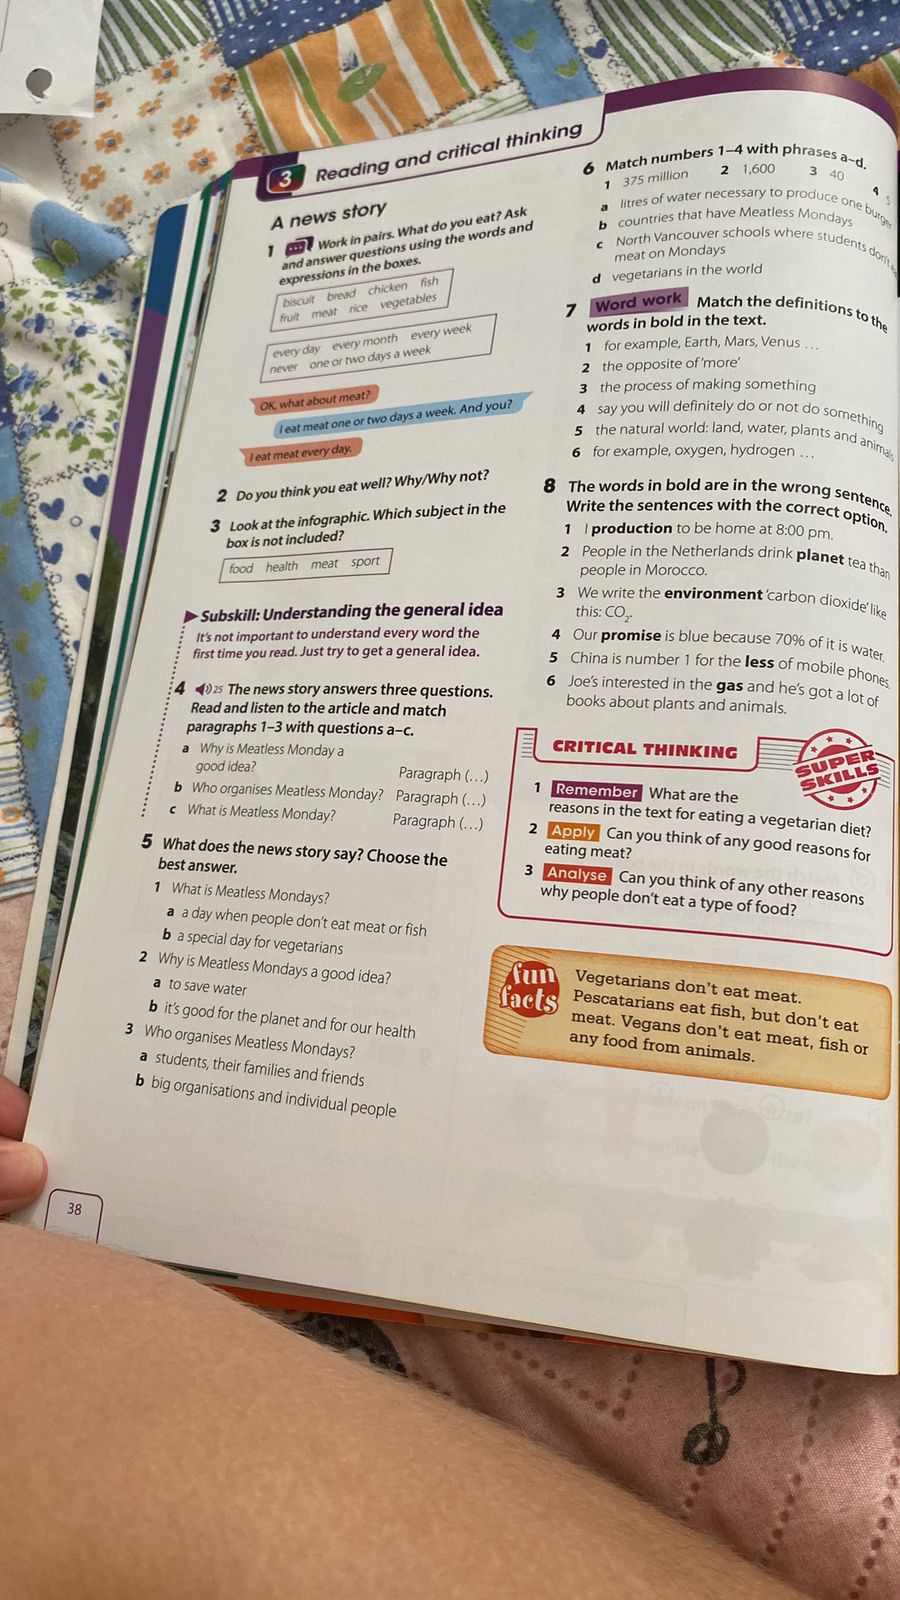 3 Reading and critical thinking
A news story
1 Work in pairs. What do you eat? Ask
and answer questions using the words and
expressions in the boxes.
biscuit bread chicken fish
fruit meat rice vegetables
every day every month every week
never one or two days a week
OK, what about meat?
I eat meat one or two days a week. And you?
I eat meat every day.
2 Do you think you eat well? Why/Why not?
3 Look at the infographic. Which subject in the
box is not included?
food health meat sport
Subskill: Understanding the general idea
It's not important to understand every word the
first time you read. Just try to get a general idea.
4 25 The news story answers three questions.
Read and listen to the article and match
paragraphs 1–3 with questions a–c.
a Why is Meatless Monday a
good idea? Paragraph (…)
b Who organises Meatless Monday? Paragraph (…)
c What is Meatless Monday? Paragraph (…)
5 What does the news story say? Choose the
best answer.
1 What is Meatless Mondays?
a a day when people don't eat meat or fish
b a special day for vegetarians
2 Why is Meatless Mondays a good idea?
a to save water
b it's good for the planet and for our health
3 Who organises Meatless Mondays?
a students, their families and friends
b big organisations and individual people
38
6 Match numbers 1–4 with phrases a–d.
1 375 million 2 1,600 3 40 4
a litres of water necessary to produce one burger
b countries that have Meatless Mondays
c North Vancouver schools where students don't
meat on Mondays
d vegetarians in the world
7 Word work Match the definitions to the
words in bold in the text.
1 for example, Earth, Mars, Venus …
2 the opposite of 'more'
3 the process of making something
4 say you will definitely do or not do something
5 the natural world: land, water, plants and animals
6 for example, oxygen, hydrogen …
8 The words in bold are in the wrong sentence.
Write the sentences with the correct option.
1 I production to be home at 8:00 pm.
2 People in the Netherlands drink planet tea than
people in Morocco.
3 We write the environment 'carbon dioxide' like
this: CO₂.
4 Our promise is blue because 70% of it is water.
5 China is number 1 for the less of mobile phones.
6 Joe's interested in the gas and he's got a lot of
books about plants and animals.
CRITICAL THINKING
SUPER
SKILLS
1 Remember What are the
reasons in the text for eating a vegetarian diet?
2 Apply Can you think of any good reasons for
eating meat?
3 Analyse Can you think of any other reasons
why people don't eat a type of food?
fun
facts
Vegetarians don't eat meat.
Pescatarians eat fish, but don't eat
meat. Vegans don't eat meat, fish or
any food from animals.